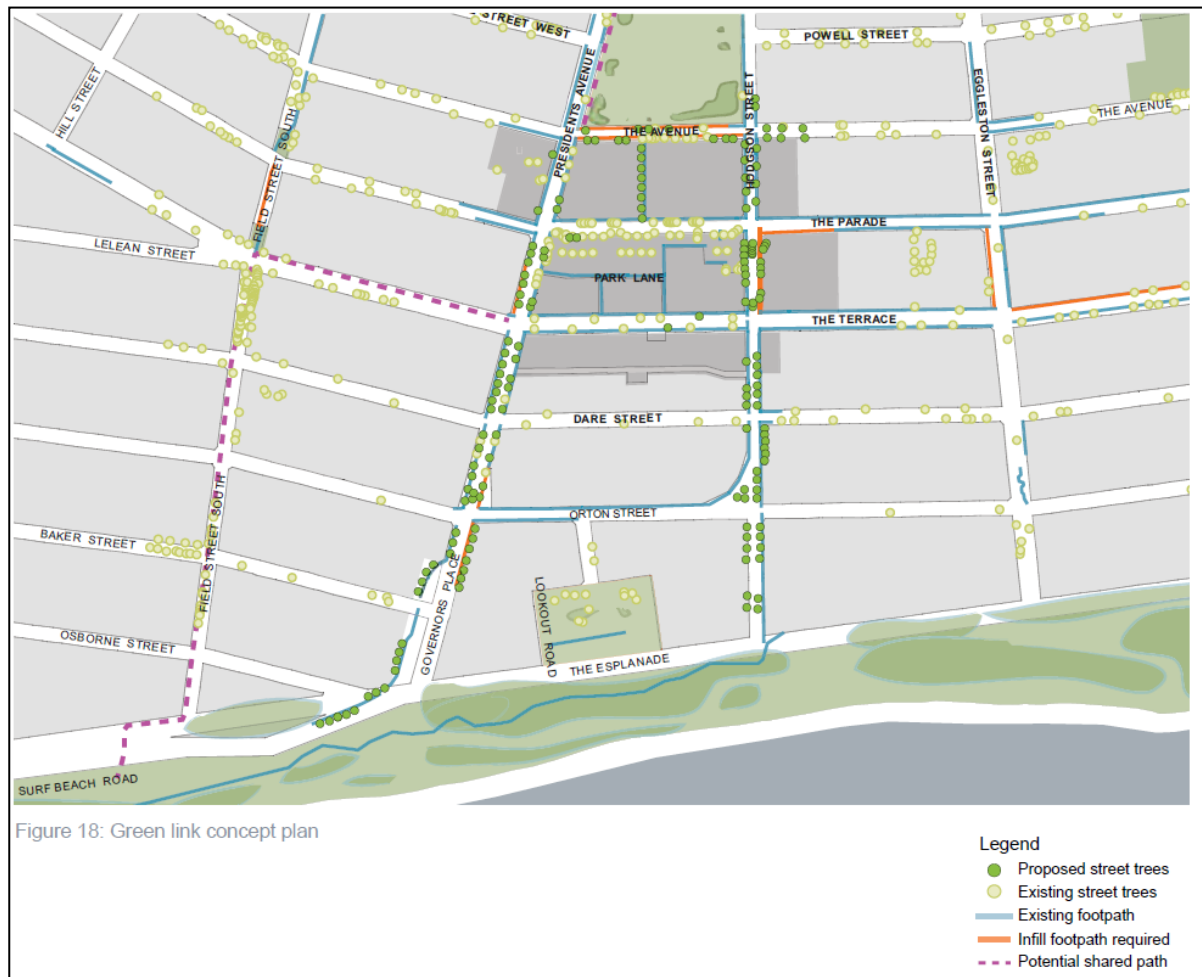 STREET WEST
POWELL STREET
HILL STREET
FIELD STREET SOUTH
PRESIDENTS AVENUE
THE AVENUE
HODGSON STREET
EGGLESTON STREET
THE AVENUE
THE PARADE
LELEAN STREET
PARK LANE
THE TERRACE
DARE STREET
ORTON STREET
BAKER STREET
FIELD STREET SOUTH
GOVERNORS PLACE
LOOKOUT ROAD
OSBORNE STREET
THE ESPLANADE
SURF BEACH ROAD
Figure 18: Green link concept plan
Legend
Proposed street trees
Existing street trees
Existing footpath
Infill footpath required
Potential shared path